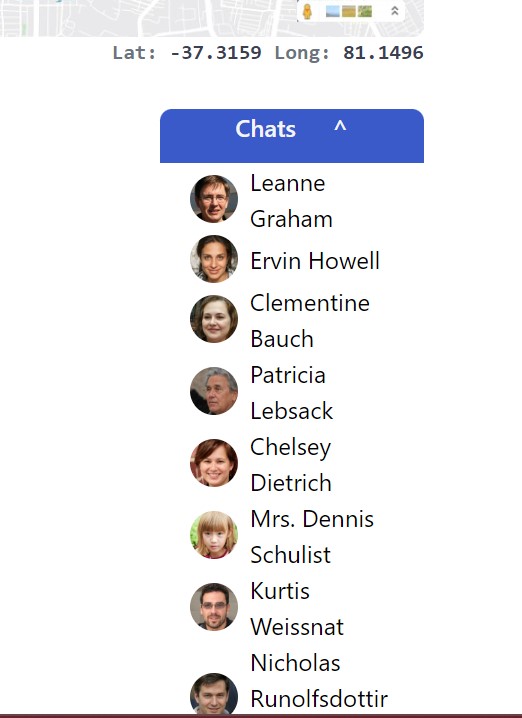 Lat: -37.3159 Long: 81.1496
Chats ^
Leanne
Graham
Ervin Howell
Clementine
Bauch
Patricia
Lebsack
Chelsey
Dietrich
Mrs. Dennis
Schulist
Kurtis
Weissnat
Nicholas
Runolfsdottir